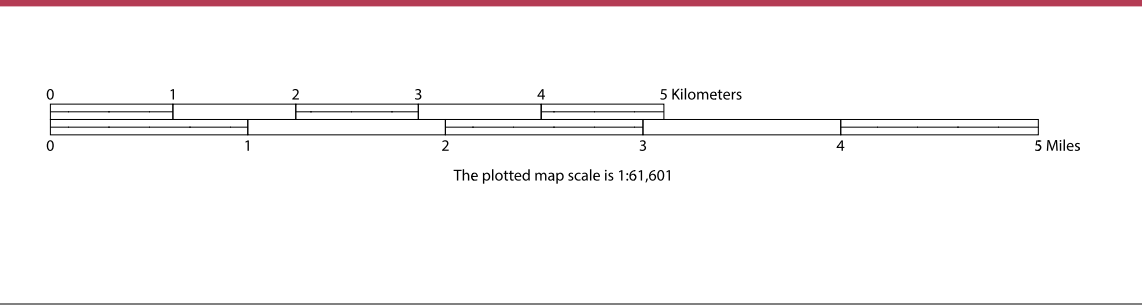 0 1 2 3 4 5 Kilometers
0 1 2 3 4 5 Miles
The plotted map scale is 1:61,601